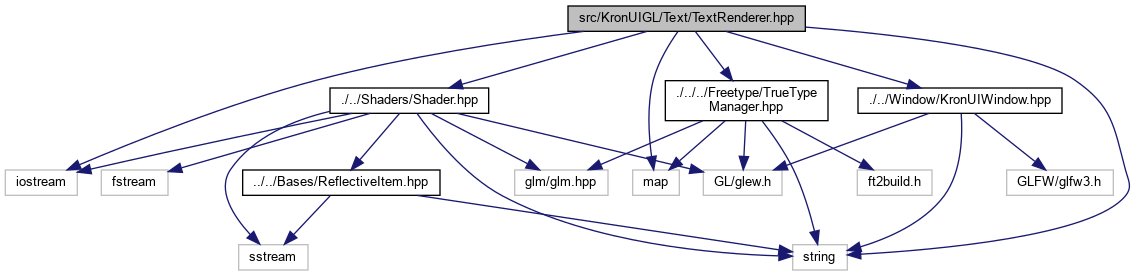 src/KronUIGL/Text/TextRenderer.hpp
./../Shaders/Shader.hpp
./../../Freetype/TrueType
Manager.hpp
./../Window/KronUIWindow.hpp
iostream
fstream
../../Bases/ReflectiveItem.hpp
glm/glm.hpp
map
GL/glew.h
ft2build.h
GLFW/glfw3.h
sstream
string